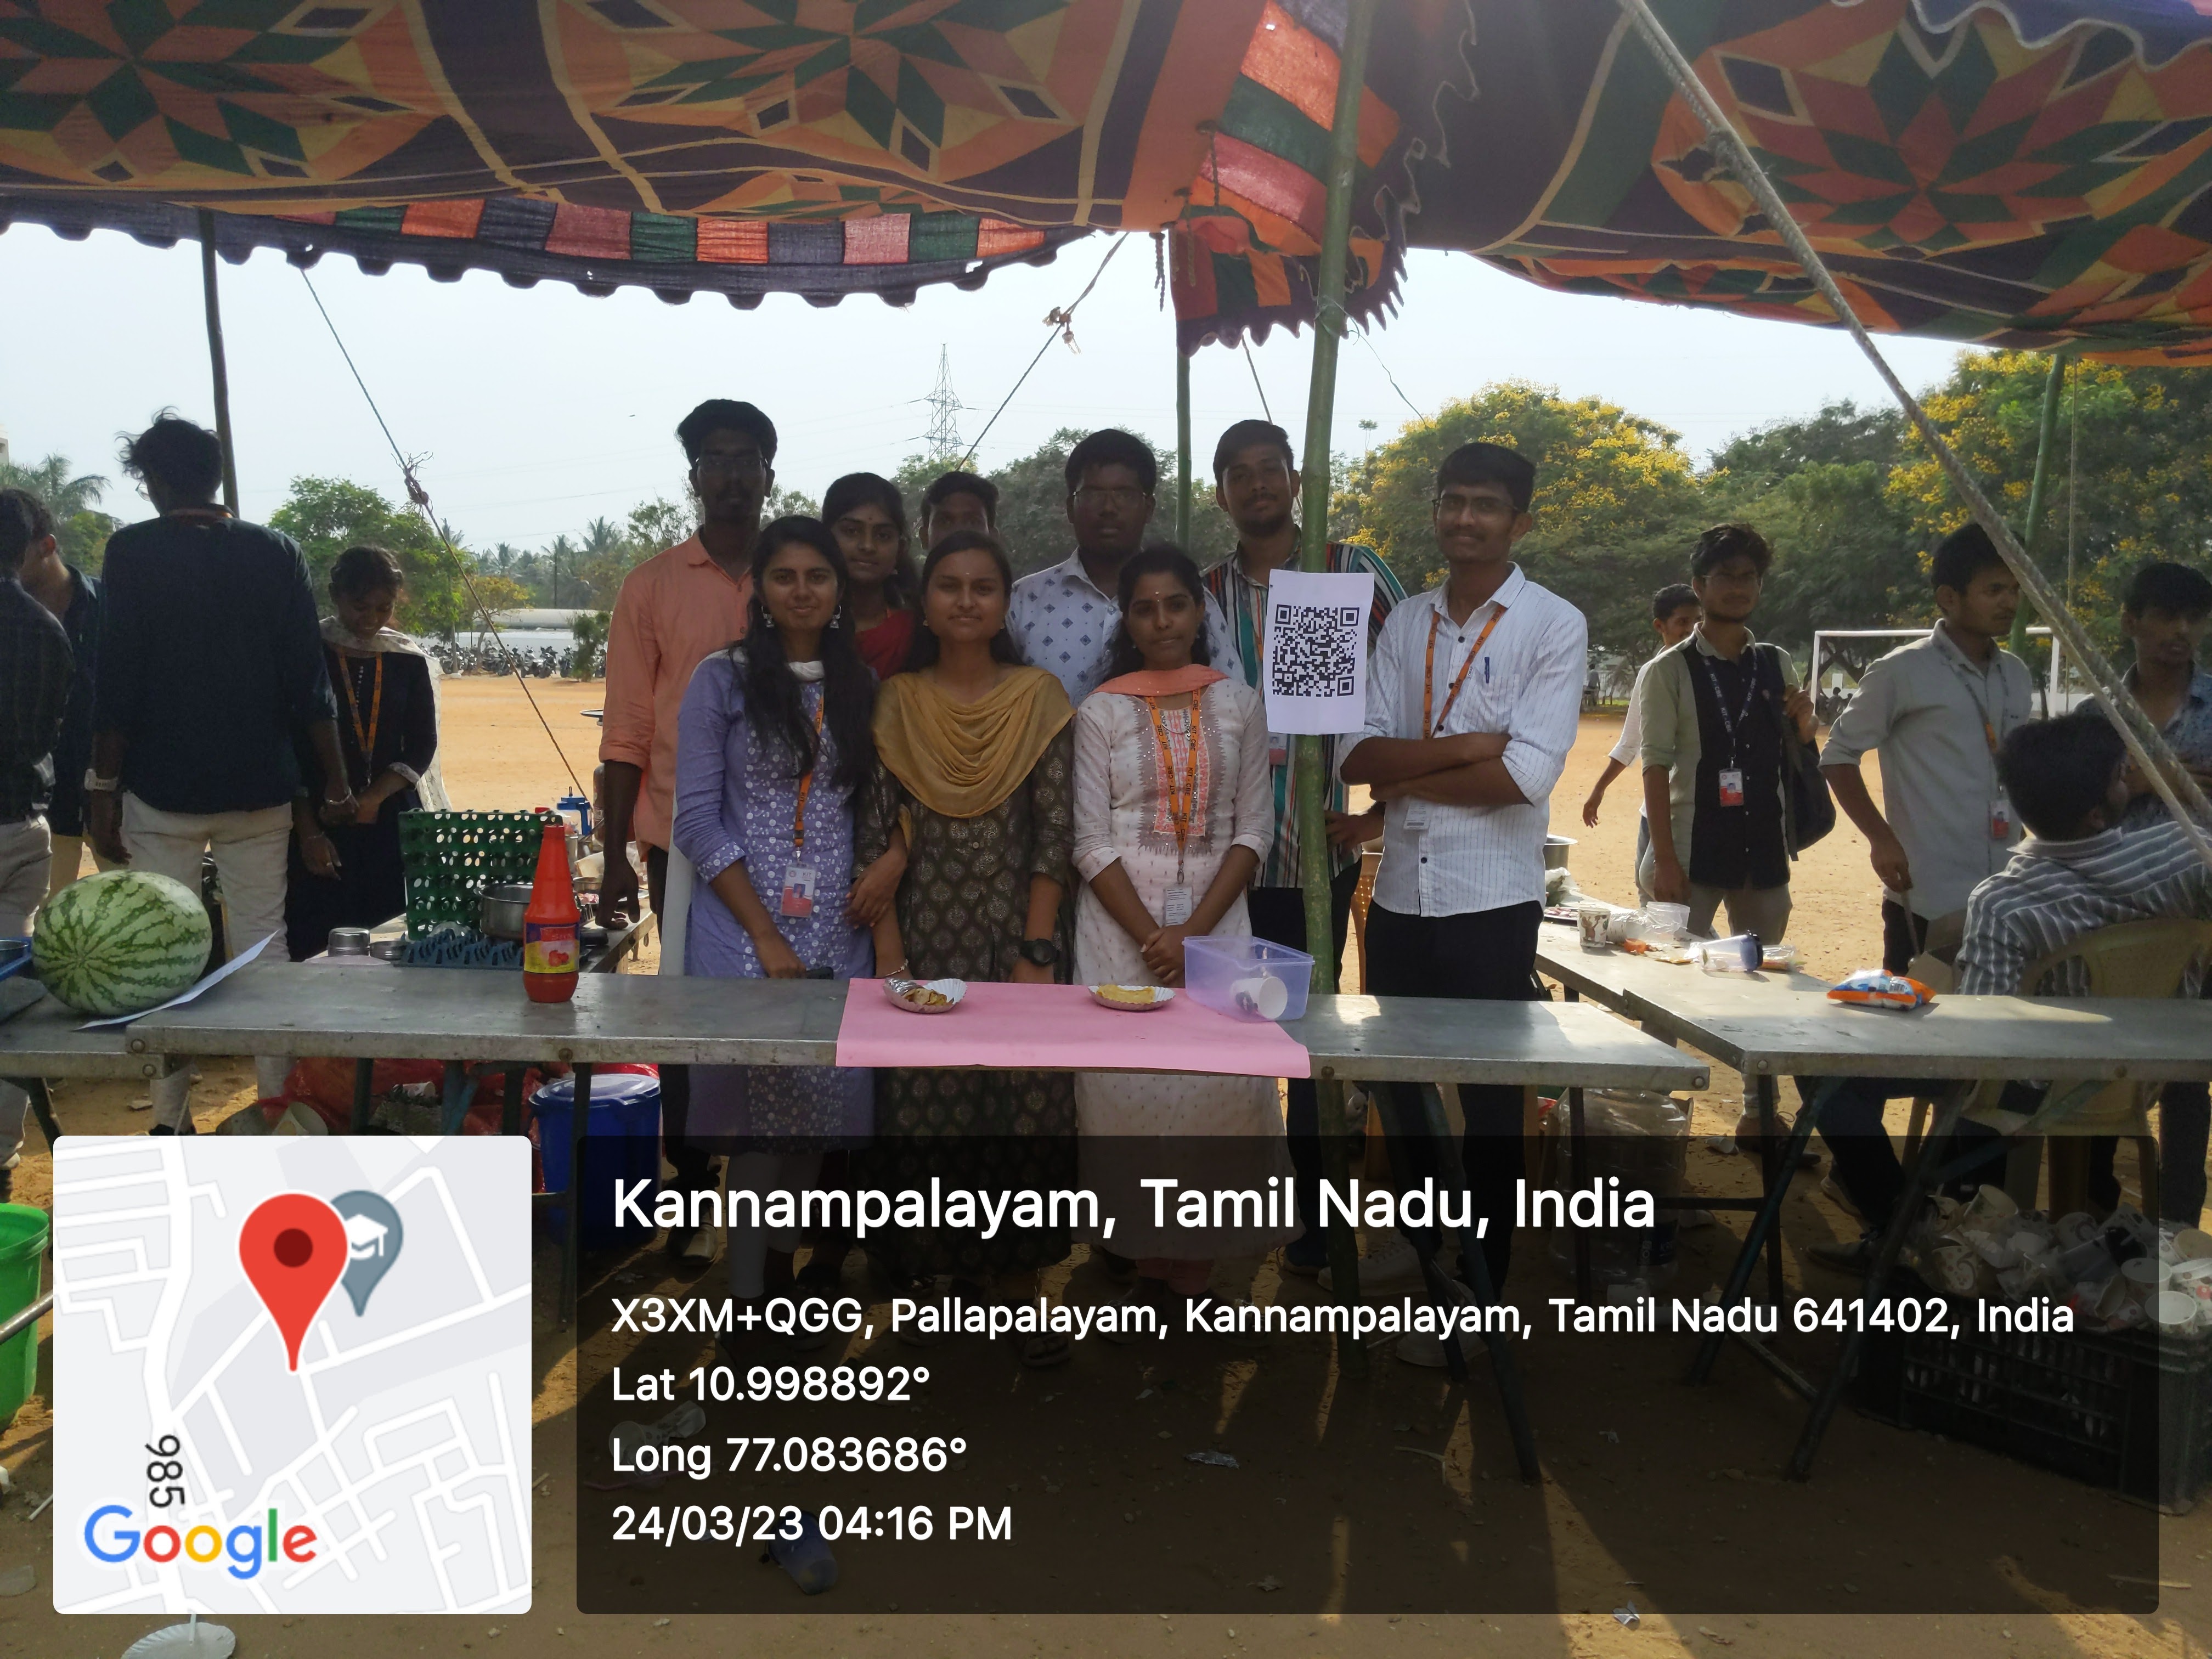 Kannampalayam, Tamil Nadu, India
X3XM+QGG, Pallapalayam, Kannampalayam, Tamil Nadu 641402, India
Lat 10.998892°
Long 77.083686°
24/03/23 04:16 PM
985
Google